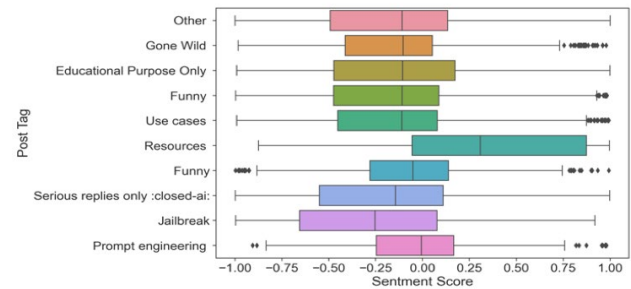 Other
Gone Wild
Educational Purpose Only
Funny
Use cases
Resources
Funny
Serious replies only :closed-ai:
Jailbreak
Prompt engineering
Post Tag
−1.00 −0.75 −0.50 −0.25 0.00 0.25 0.50 0.75 1.00
Sentment Score